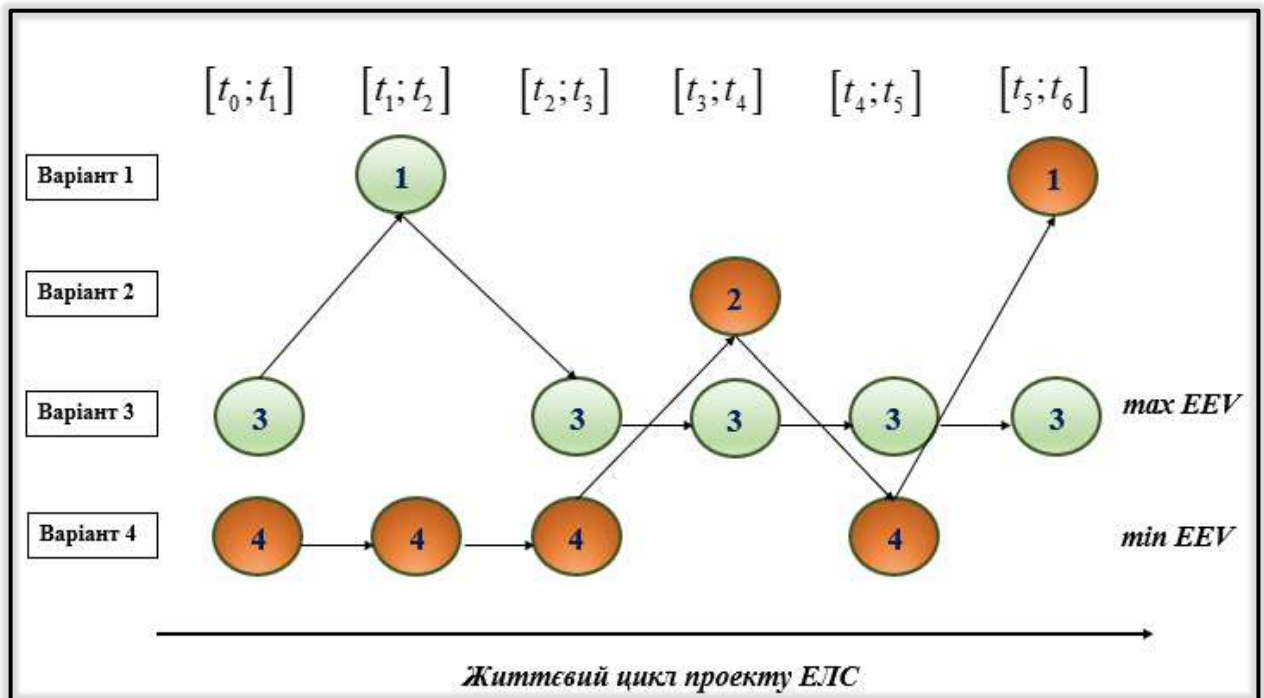 [t₀;t₁] [t₁;t₂] [t₂;t₃] [t₃;t₄] [t₄;t₅] [t₅;t₆]
Варіант 1 1 1
Варіант 2 2
Варіант 3 3 3 3 3 3 max EEV
Варіант 4 4 4 4 4 min EEV
Життєвий цикл проекту ЕЛС